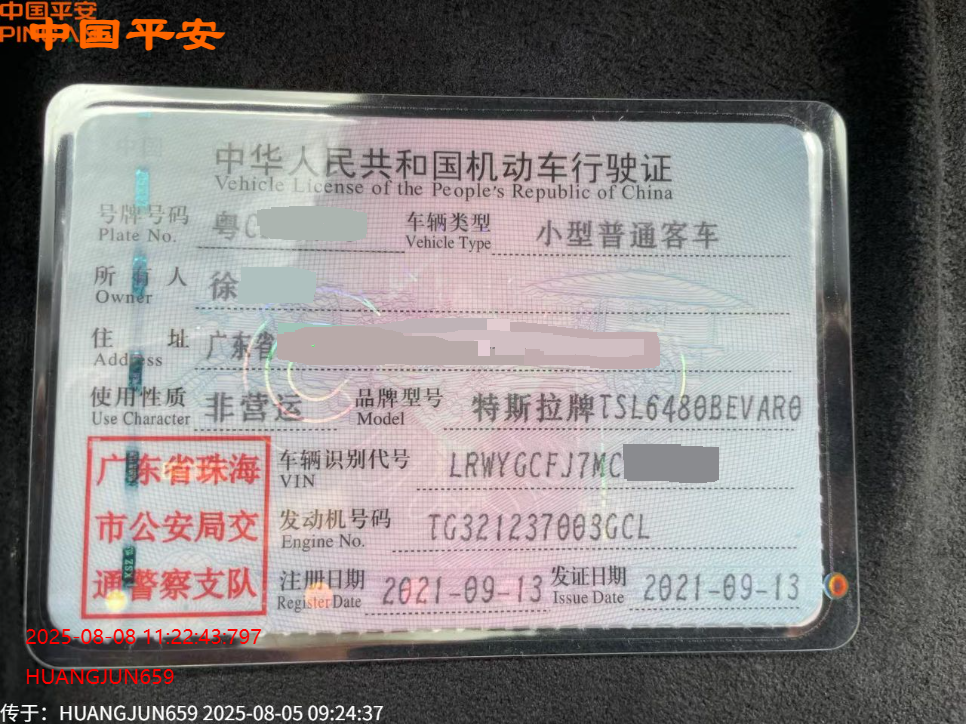 中国平安
PING
中国平安
中华人民共和国机动车行驶证
Vehicle License of the People's Republic of China
号牌号码 粤C 车辆类型 小型普通客车
Plate No. Vehicle Type
所有人 徐
Owner
住址 广东省
Address
使用性质 非营运 品牌型号 特斯拉牌TSL6480BEVAR0
Use Character Model
广东省珠海 车辆识别代号 LRWYGCFJ7MC
VIN
市公安局交 发动机号码 TG321237003GCL
Engine No.
通警察支队 注册日期 2021-09-13 发证日期 2021-09-13
Register Date Issue Date
XSZ
2025-08-08 11:22:43:797
HUANGJUN659
传于: HUANGJUN659 2025-08-05 09:24:37